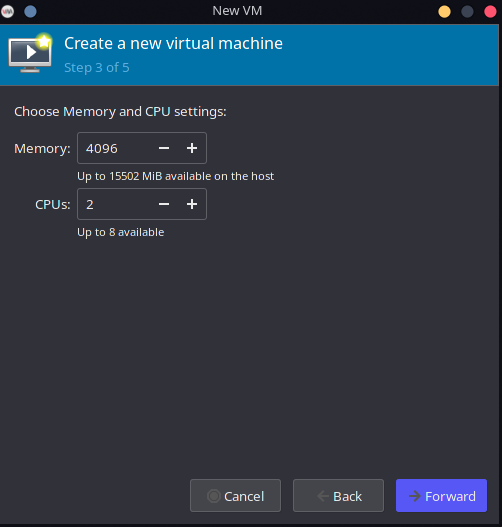 New VM
Create a new virtual machine
Step 3 of 5
Choose Memory and CPU settings:
Memory: 4096
Up to 15502 MiB available on the host
CPUs: 2
Up to 8 available
Cancel Back Forward